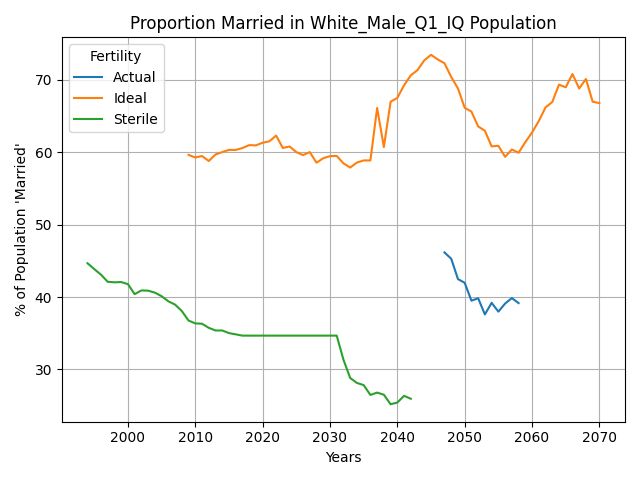 Proportion Married in White_Male_Q1_IQ Population
Fertility
Actual
Ideal
Sterile
% of Population 'Married'
70
60
50
40
30
2000 2010 2020 2030 2040 2050 2060 2070
Years